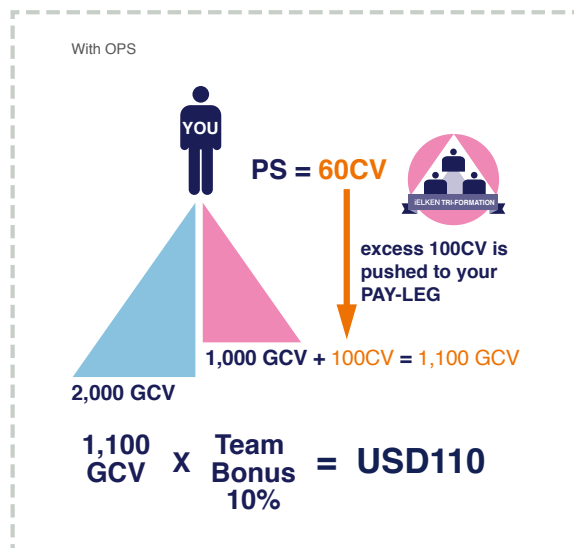 With OPS
YOU
PS = 60CV
iELKEN TRI-FORMATION
excess 100CV is
pushed to your
PAY-LEG
1,000 GCV + 100CV = 1,100 GCV
2,000 GCV
1,100
GCV
x
Team
Bonus
10%
= USD110